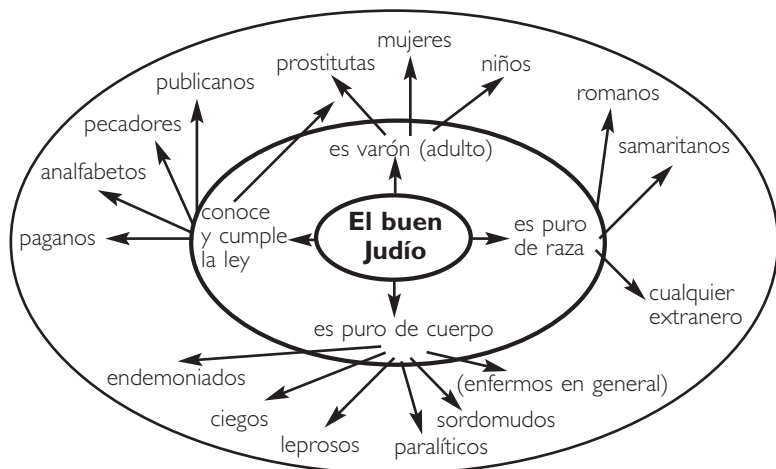 mujeres
prostitutas
niños
publicanos
romanos
pecadores
samaritanos
es varón (adulto)
analfabetos
conoce
y cumple
la ley
El buen
Judío
es puro
de raza
paganos
cualquier
extranero
es puro de cuerpo
endemoniados
(enfermos en general)
ciegos
sordomudos
leprosos
paralíticos